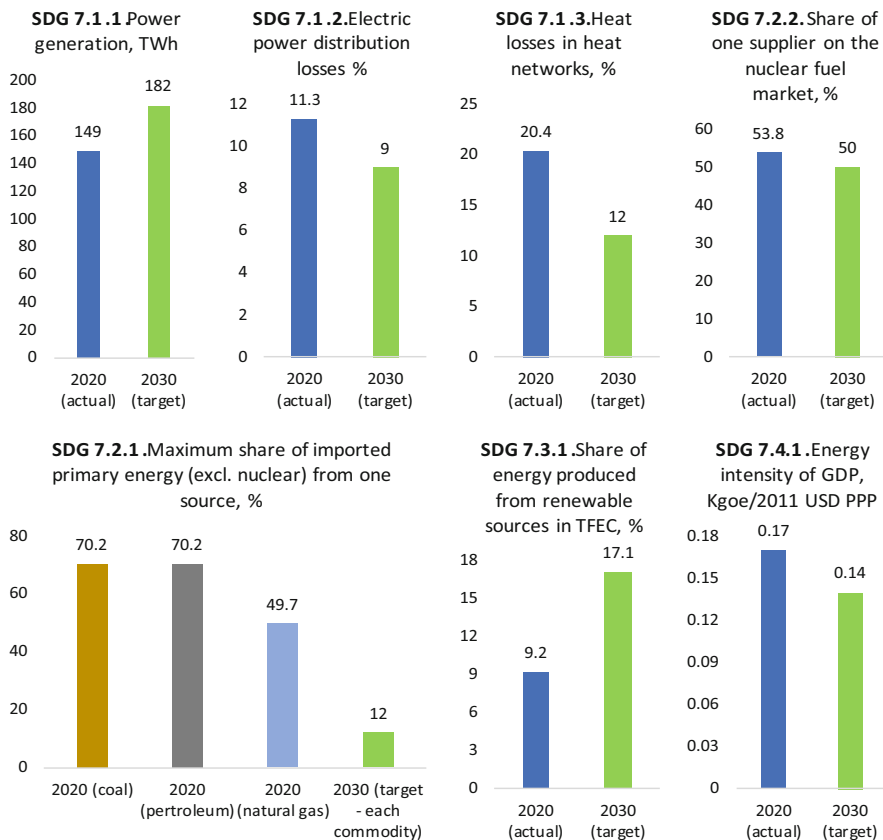 SDG 7.1 .1 .Power
generation, TWh
200
180
160
140
120
100
80
60
40
20
0
149
182
2020
(actual)
2030
(target)
SDG 7.1 .2.Electric
power distribution
losses %
12
10
8
6
4
2
0
11.3
9
2020
(actual)
2030
(target)
SDG 7.1 .3.Heat
losses in heat
networks, %
25
20
15
10
5
0
20.4
12
2020
(actual)
2030
(target)
SDG 7.2.2. Share of
one supplier on the
nuclear fuel
market, %
60
50
40
30
20
10
0
53.8
50
2020
(actual)
2030
(target)
SDG 7.2.1 .Maximum share of imported
primary energy (excl. nuclear) from one
source, %
80
60
40
20
0
70.2
70.2
49.7
12
2020 (coal)
2020
(pertroleum)
2020
(natural gas)
2030 (target
- each
commodity)
SDG 7.3.1 .Share of
energy produced
from renewable
sources in TFEC, %
18
15
12
9
6
3
0
9.2
17.1
2020
(actual)
2030
(target)
SDG 7.4.1 .Energy
intensity of GDP,
Kgoe/2011 USD PPP
0.18
0.15
0.12
0.09
0.06
0.03
0
0.17
0.14
2020
(actual)
2030
(target)